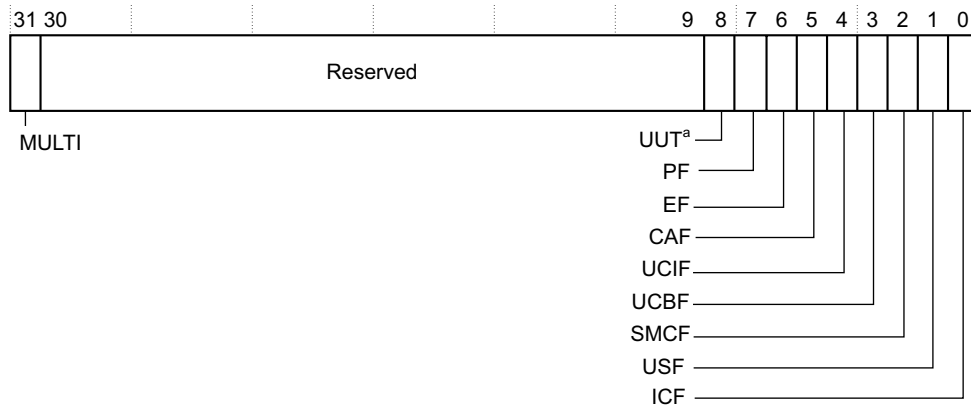 31 30 9 8 7 6 5 4 3 2 1 0
Reserved
MULTI
UUTᵃ
PF
EF
CAF
UCIF
UCBF
SMCF
USF
ICF